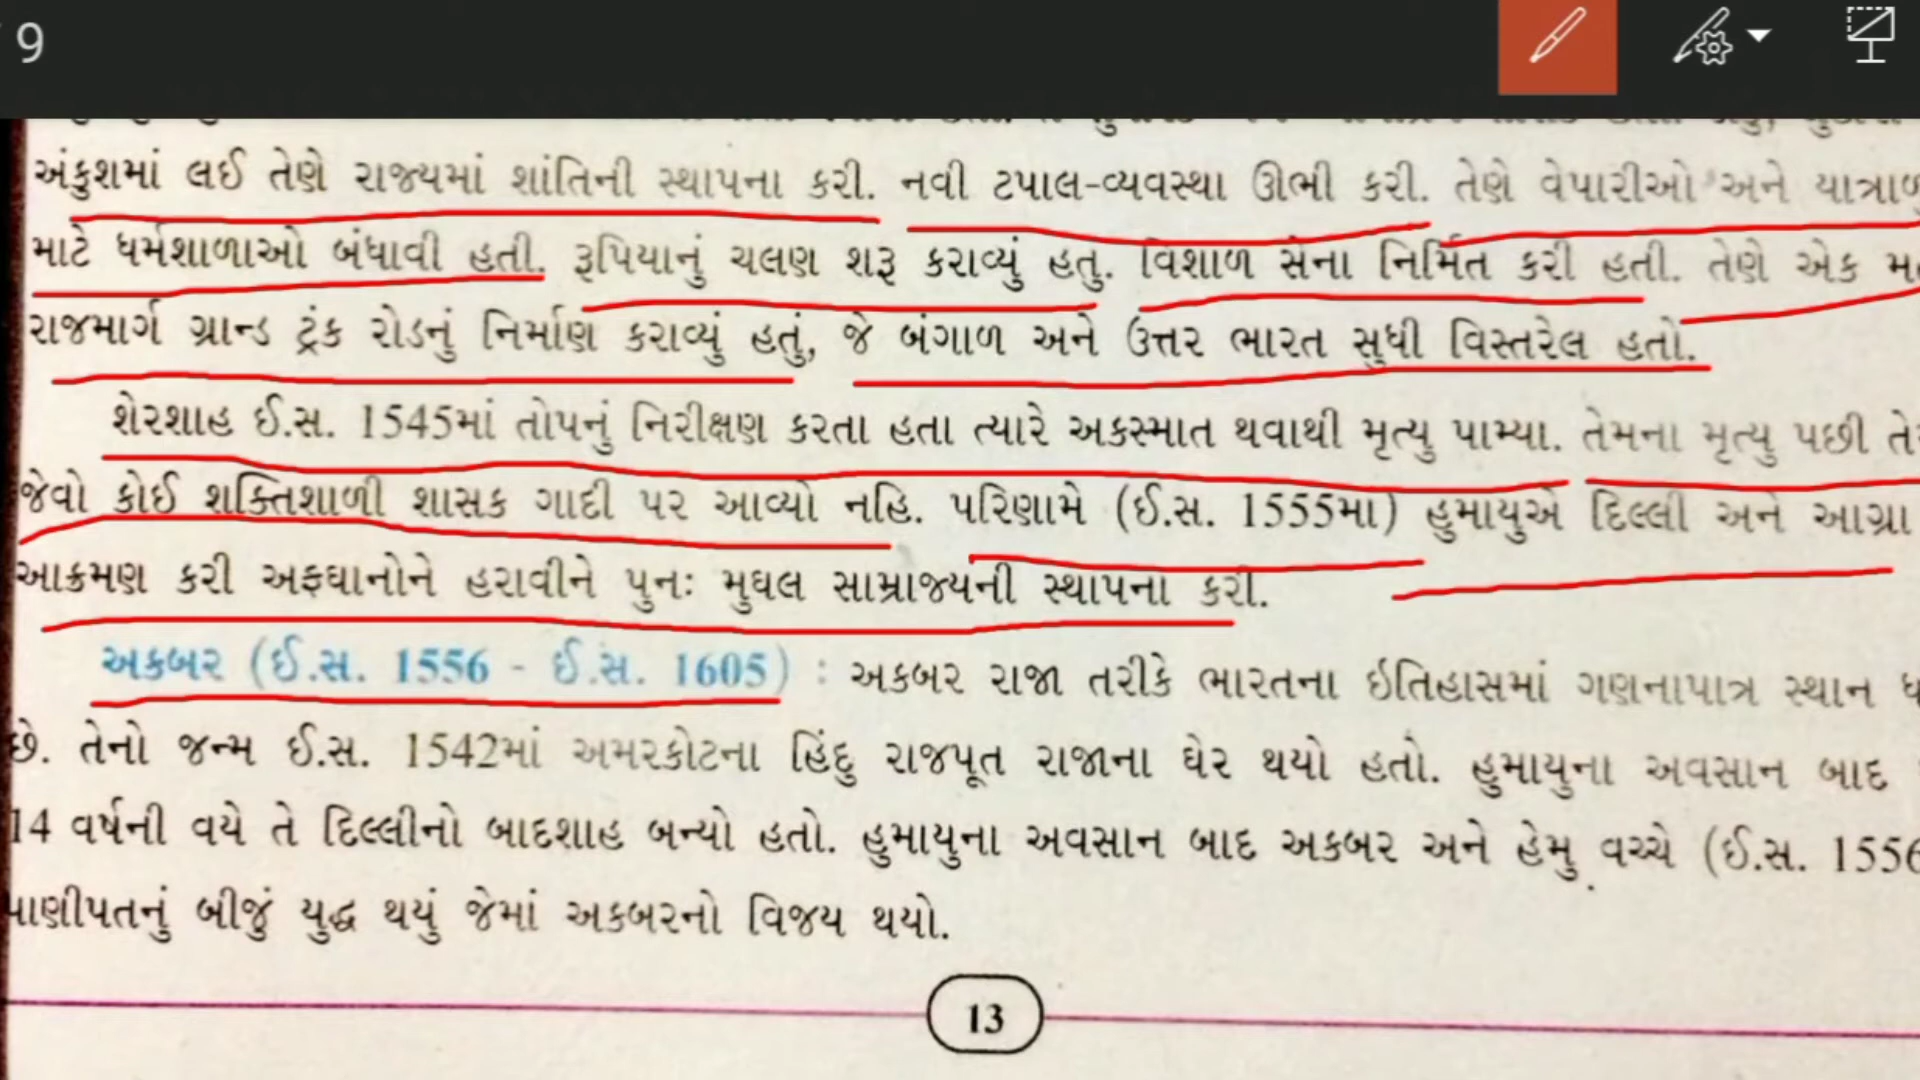 9
અંકુશમાં લઈ તેણે રાજ્યમાં શાંતિની સ્થાપના કરી. નવી ટપાલ-વ્યવસ્થા ઊભી કરી. તેણે વેપારીઓ અને
માટે ધર્મશાળાઓ બંધાવી હતી. રૂપિયાનું ચલણ શરૂ કરાવ્યું હતુ. વિશાળ સેના નિર્મિત કરી હતી. તેણે એક
રાજમાર્ગ ગ્રાન્ડ ટ્રંક રોડનું નિર્માણ કરાવ્યું હતું, જે બંગાળ અને ઉત્તર ભારત સુધી વિસ્તરેલ હતો.
શેરશાહ ઈ.સ. 1545માં તોપનું નિરીક્ષણ કરતા હતા ત્યારે અકસ્માત થવાથી મૃત્યુ પામ્યા. તેમના મૃત્યુ પછી
જેવો કોઈ શક્તિશાળી શાસક ગાદી પર આવ્યો નહિ. પરિણામે (ઈ.સ. 1555મા) હુમાયુએ દિલ્લી અને આગ્રા
આક્રમણ કરી અફઘાનોને હરાવીને પુનઃ મુઘલ સામ્રાજ્યની સ્થાપના કરી.
અકબર (ઈ.સ. 1556 - ઈ.સ. 1605) : અકબર રાજા તરીકે ભારતના ઇતિહાસમાં ગણનાપાત્ર સ્થાન
છે. તેનો જન્મ ઈ.સ. 1542માં અમરકોટના હિંદુ રાજપૂત રાજાના ઘેર થયો હતો. હુમાયુના અવસાન બાદ
14 વર્ષની વયે તે દિલ્લીનો બાદશાહ બન્યો હતો. હુમાયુના અવસાન બાદ અકબર અને હેમુ વચ્ચે (ઈ.સ. 1556
પાણીપતનું બીજું યુદ્ધ થયું જેમાં અકબરનો વિજય થયો.
13